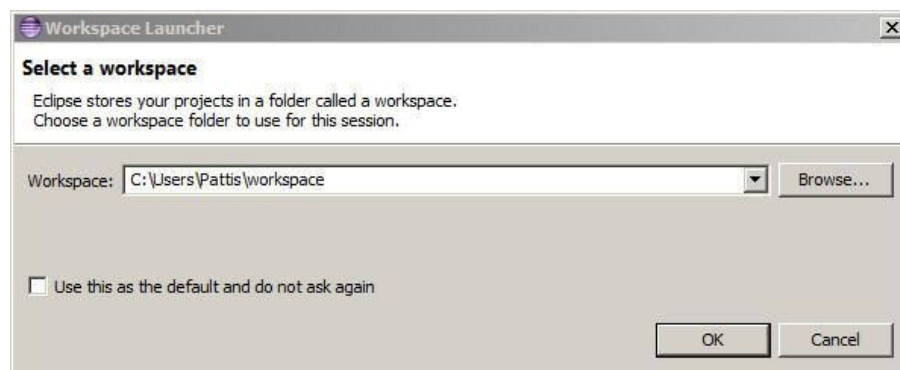 Workspace Launcher
Select a workspace
Eclipse stores your projects in a folder called a workspace.
Choose a workspace folder to use for this session.
Workspace: C:\Users\Pattis\workspace Browse...
Use this as the default and do not ask again
OK Cancel